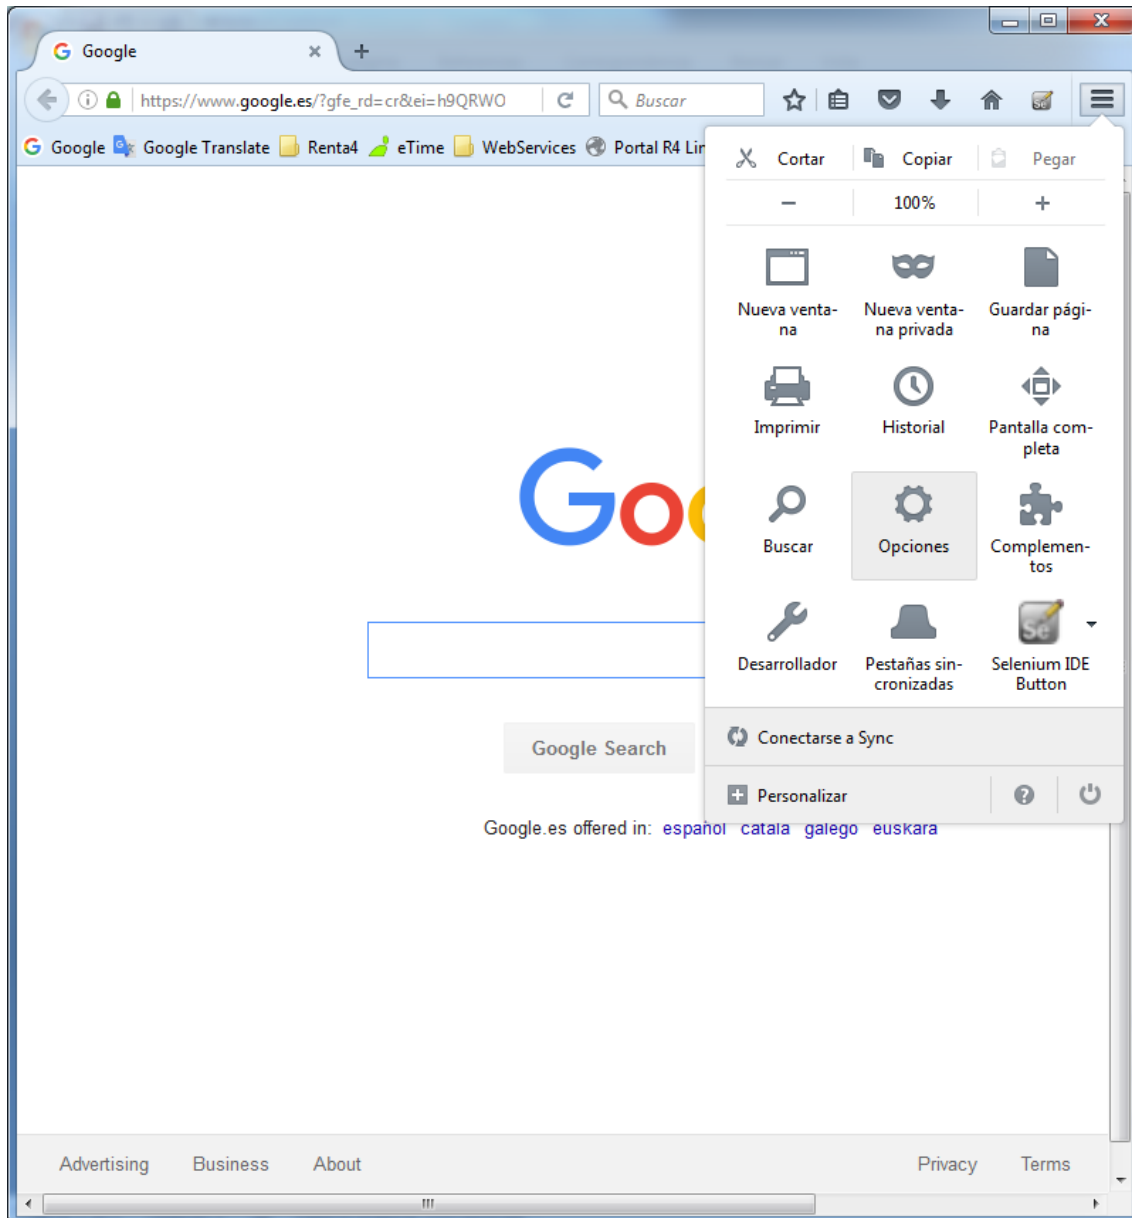 Google
https://www.google.es/?gfe_rd=cr&ei=h9QRWO
Buscar
Google Google Translate Renta4 eTime WebServices Portal R4 Lin
Cortar Copiar Pegar
− 100% +
Nueva venta-
na
Nueva venta-
na privada
Guardar pági-
na
Imprimir
Historial
Pantalla com-
pleta
Buscar
Opciones
Complemen-
tos
Desarrollador
Pestañas sin-
cronizadas
Se
Selenium IDE
Button
Conectarse a Sync
Personalizar
Goo
Google Search
Google.es offered in: español català galego euskara
Advertising Business About Privacy Terms